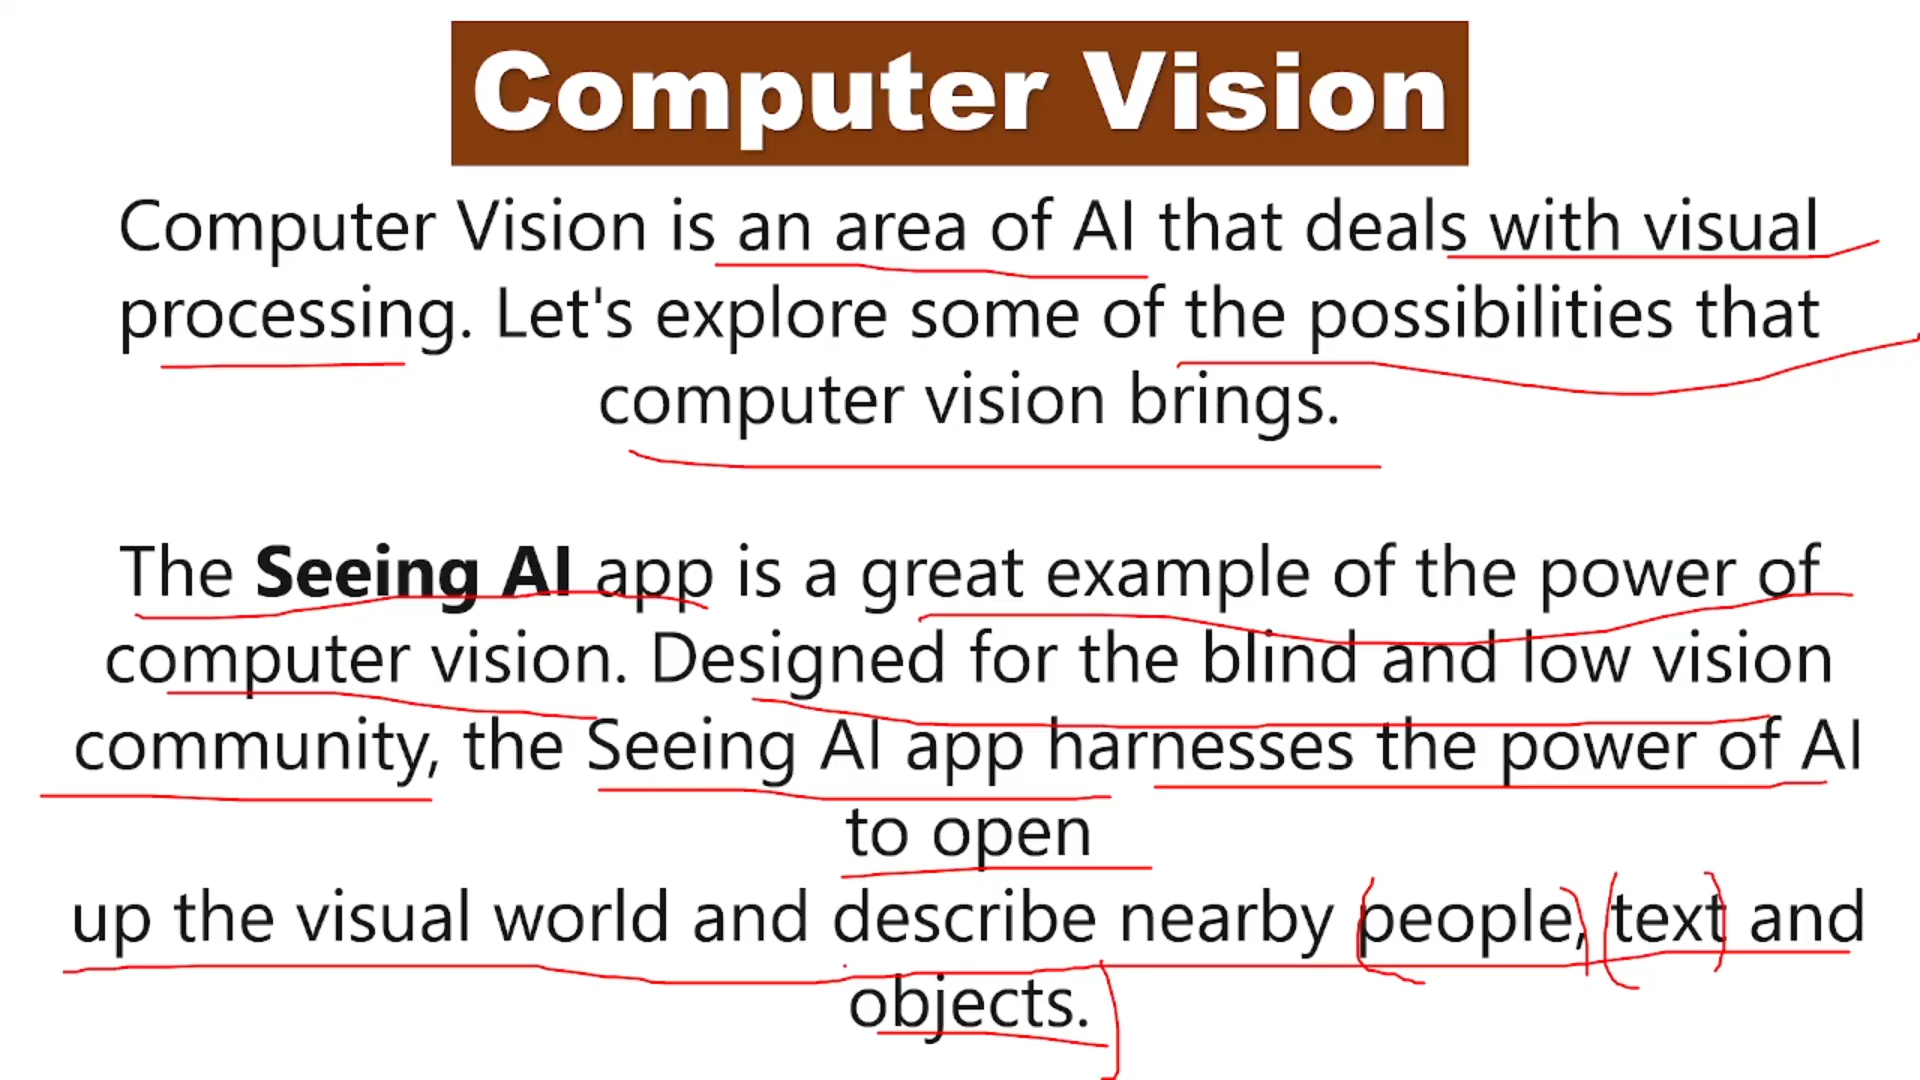 Computer Vision
Computer Vision is an area of AI that deals with visual
processing. Let's explore some of the possibilities that
computer vision brings.
The Seeing AI app is a great example of the power of
computer vision. Designed for the blind and low vision
community, the Seeing AI app harnesses the power of AI
to open
up the visual world and describe nearby people, text and
objects.